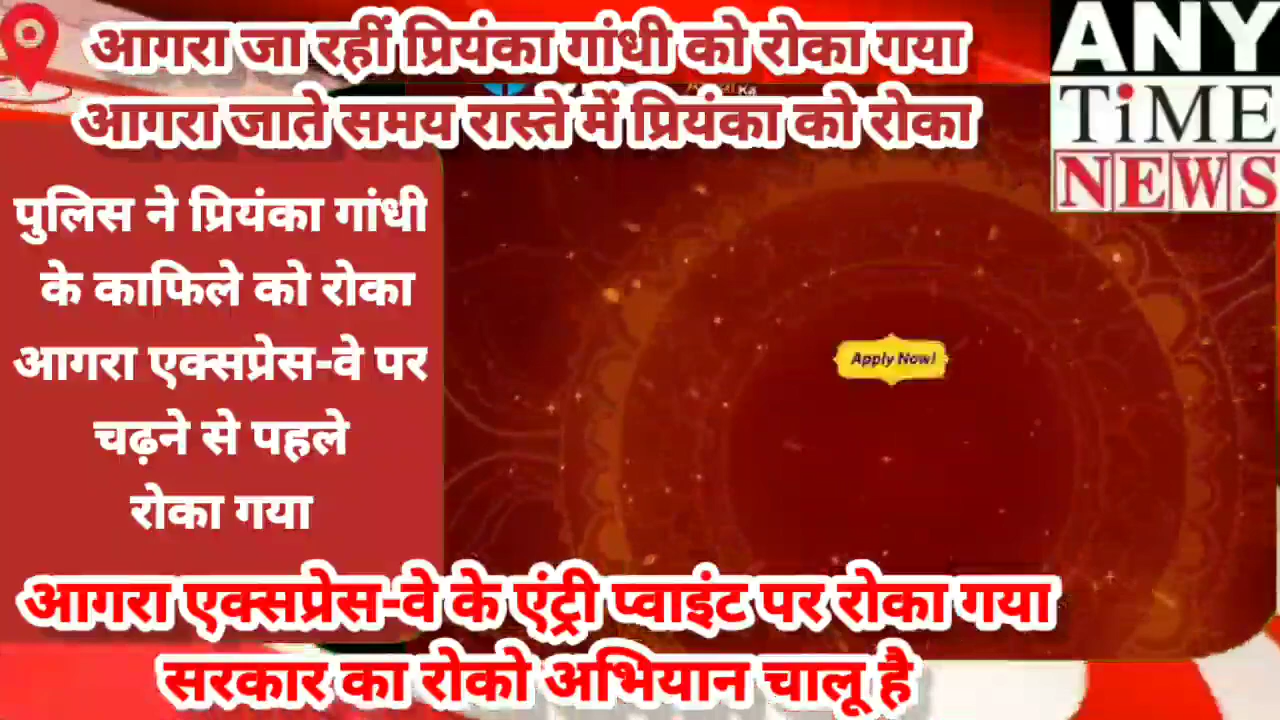 आगरा जा रहीं प्रियंका गांधी को रोका गया
आगरा जाते समय रास्ते में प्रियंका को रोका
ANY
TiME
NEWS
पुलिस ने प्रियंका गांधी
के काफिले को रोका
आगरा एक्सप्रेस-वे पर
चढ़ने से पहले
रोका गया
Apply Now!
आगरा एक्सप्रेस-वे के एंट्री प्वाइंट पर रोका गया
सरकार का रोको अभियान चालू है